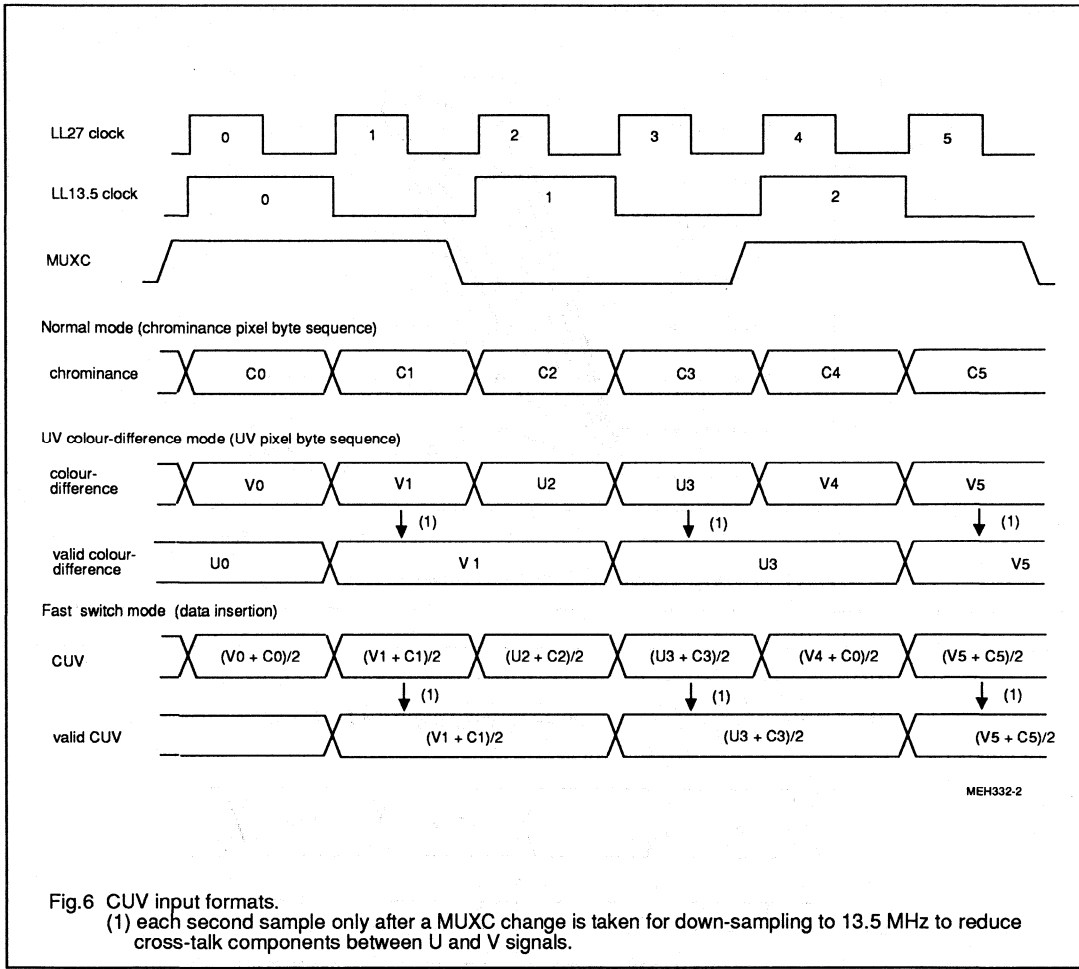 LL27 clock 0 1 2 3 4 5
LL13.5 clock 0 1 2
MUXC
Normal mode (chrominance pixel byte sequence)
chrominance C0 C1 C2 C3 C4 C5
UV colour-difference mode (UV pixel byte sequence)
colour-
difference V0 V1 U2 U3 V4 V5
(1) (1) (1)
valid colour-
difference U0 V1 U3 V5
Fast switch mode (data insertion)
CUV (V0 + C0)/2 (V1 + C1)/2 (U2 + C2)/2 (U3 + C3)/2 (V4 + C0)/2 (V5 + C5)/2
(1) (1) (1)
valid CUV (V1 + C1)/2 (U3 + C3)/2 (V5 + C5)/2
MEH332-2
Fig.6 CUV input formats.
(1) each second sample only after a MUXC change is taken for down-sampling to 13.5 MHz to reduce
cross-talk components between U and V signals.